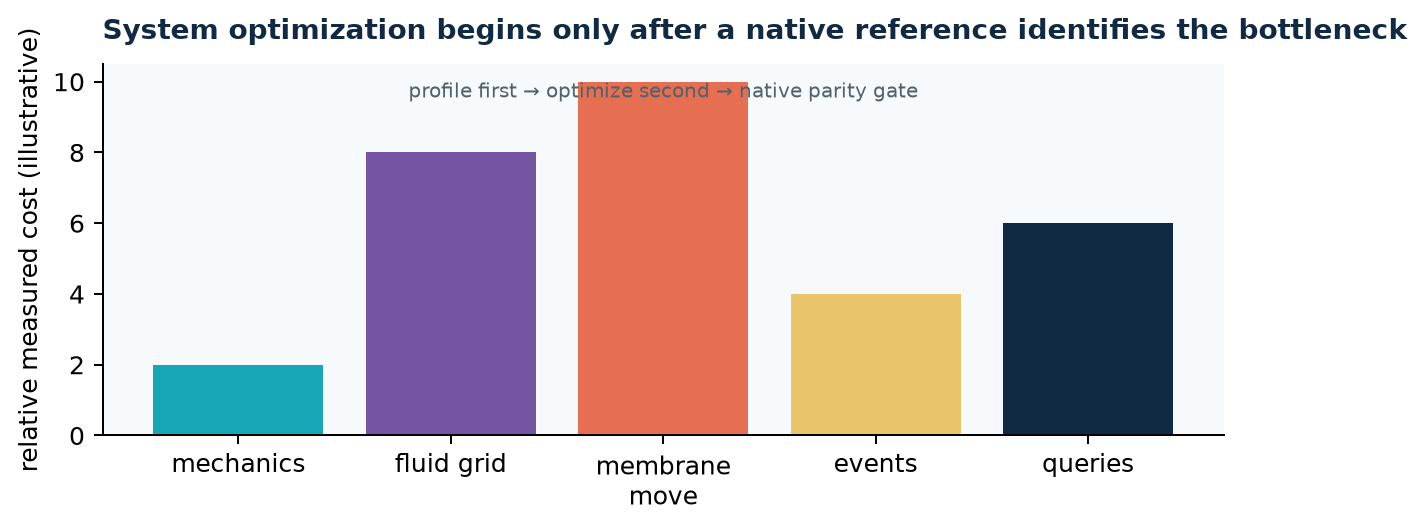 System optimization begins only after a native reference identifies the bottleneck
relative measured cost (illustrative)
10
8
6
4
2
0
profile first → optimize second → native parity gate
mechanics
fluid grid
membrane
move
events
queries